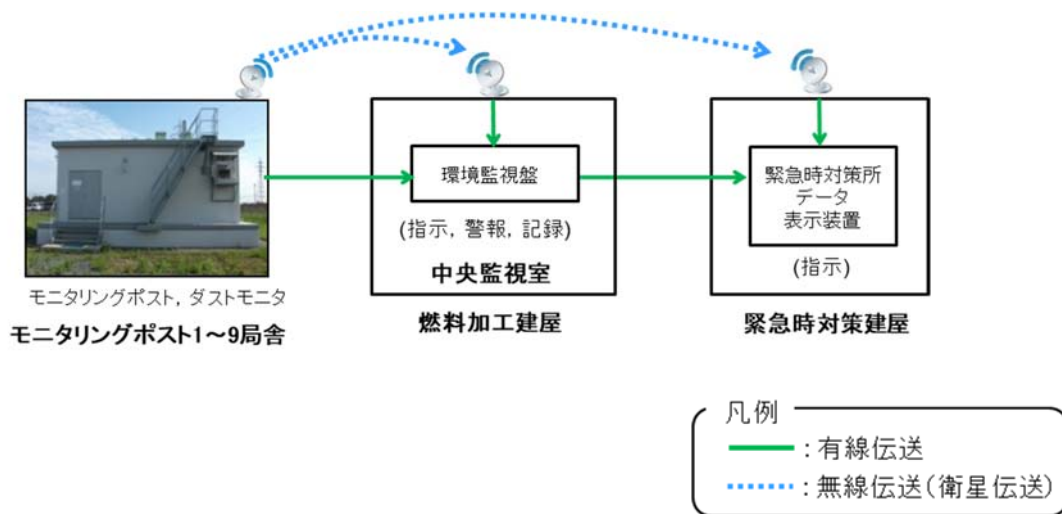 環境監視盤
(指示, 警報, 記録)
中央監視室
燃料加工建屋
緊急時対策所
データ
表示装置
(指示)
緊急時対策建屋
モニタリングポスト, ダストモニタ
モニタリングポスト1～9局舎
凡例
: 有線伝送
: 無線伝送(衛星伝送)